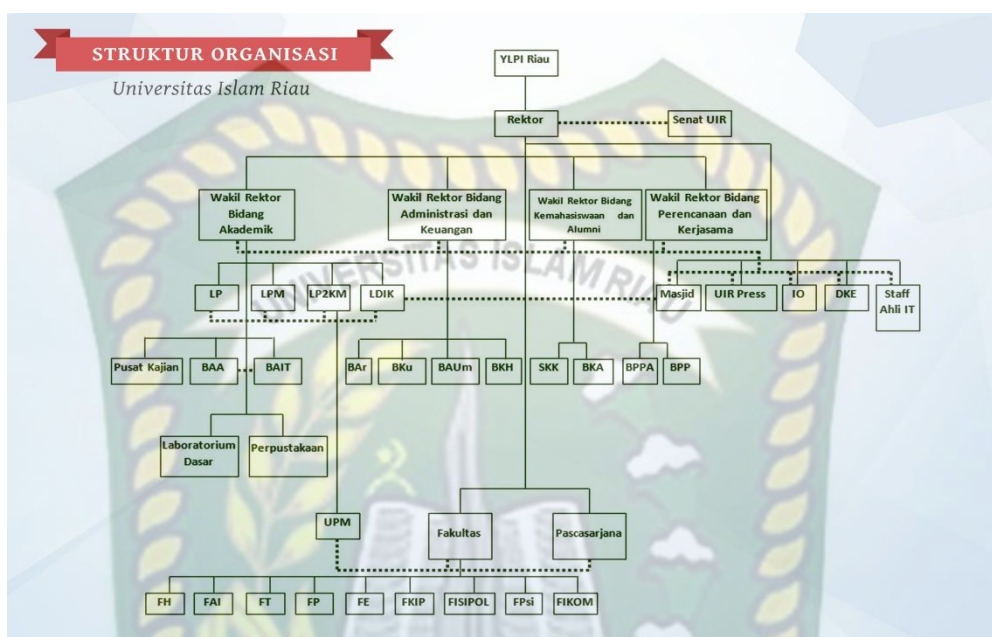 STRUKTUR ORGANISASI
Universitas Islam Riau
YLPI Riau
Rektor
Senat UIR
Wakil Rektor
Bidang
Akademik
Wakil Rektor Bidang
Administrasi dan
Keuangan
Wakil Rektor Bidang
Kemahasiswaan dan
Alumni
Wakil Rektor Bidang
Perencanaan dan
Kerjasama
UNIVERSITAS ISLAM RIAU
LP
LPM
LP2KM
LDIK
Masjid
UIR Press
IO
DKE
Staff
Ahli IT
Pusat Kajian
BAA
BAIT
BAr
BKu
BAUm
BKH
SKK
BKA
BPPA
BPP
Laboratorium
Dasar
Perpustakaan
UPM
Fakultas
Pascasarjana
FH
FAI
FT
FP
FE
FKIP
FISIPOL
FPsi
FIKOM